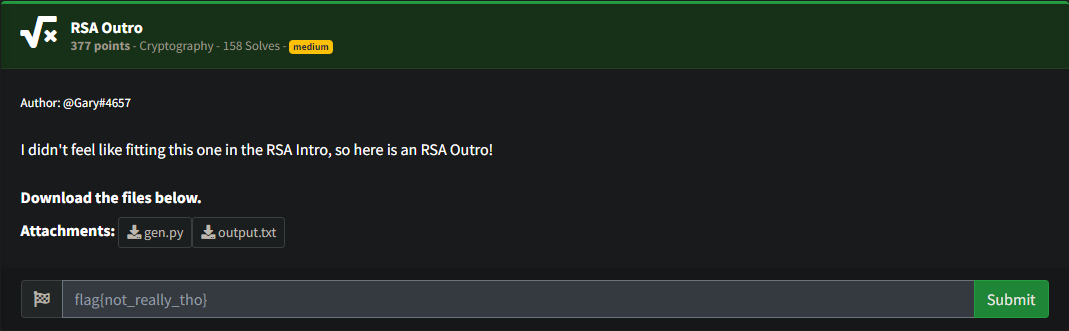 RSA Outro
377 points - Cryptography - 158 Solves - medium
Author: @Gary#4657
I didn't feel like fitting this one in the RSA Intro, so here is an RSA Outro!
Download the files below.
Attachments: gen.py output.txt
flag{not_really_tho} Submit